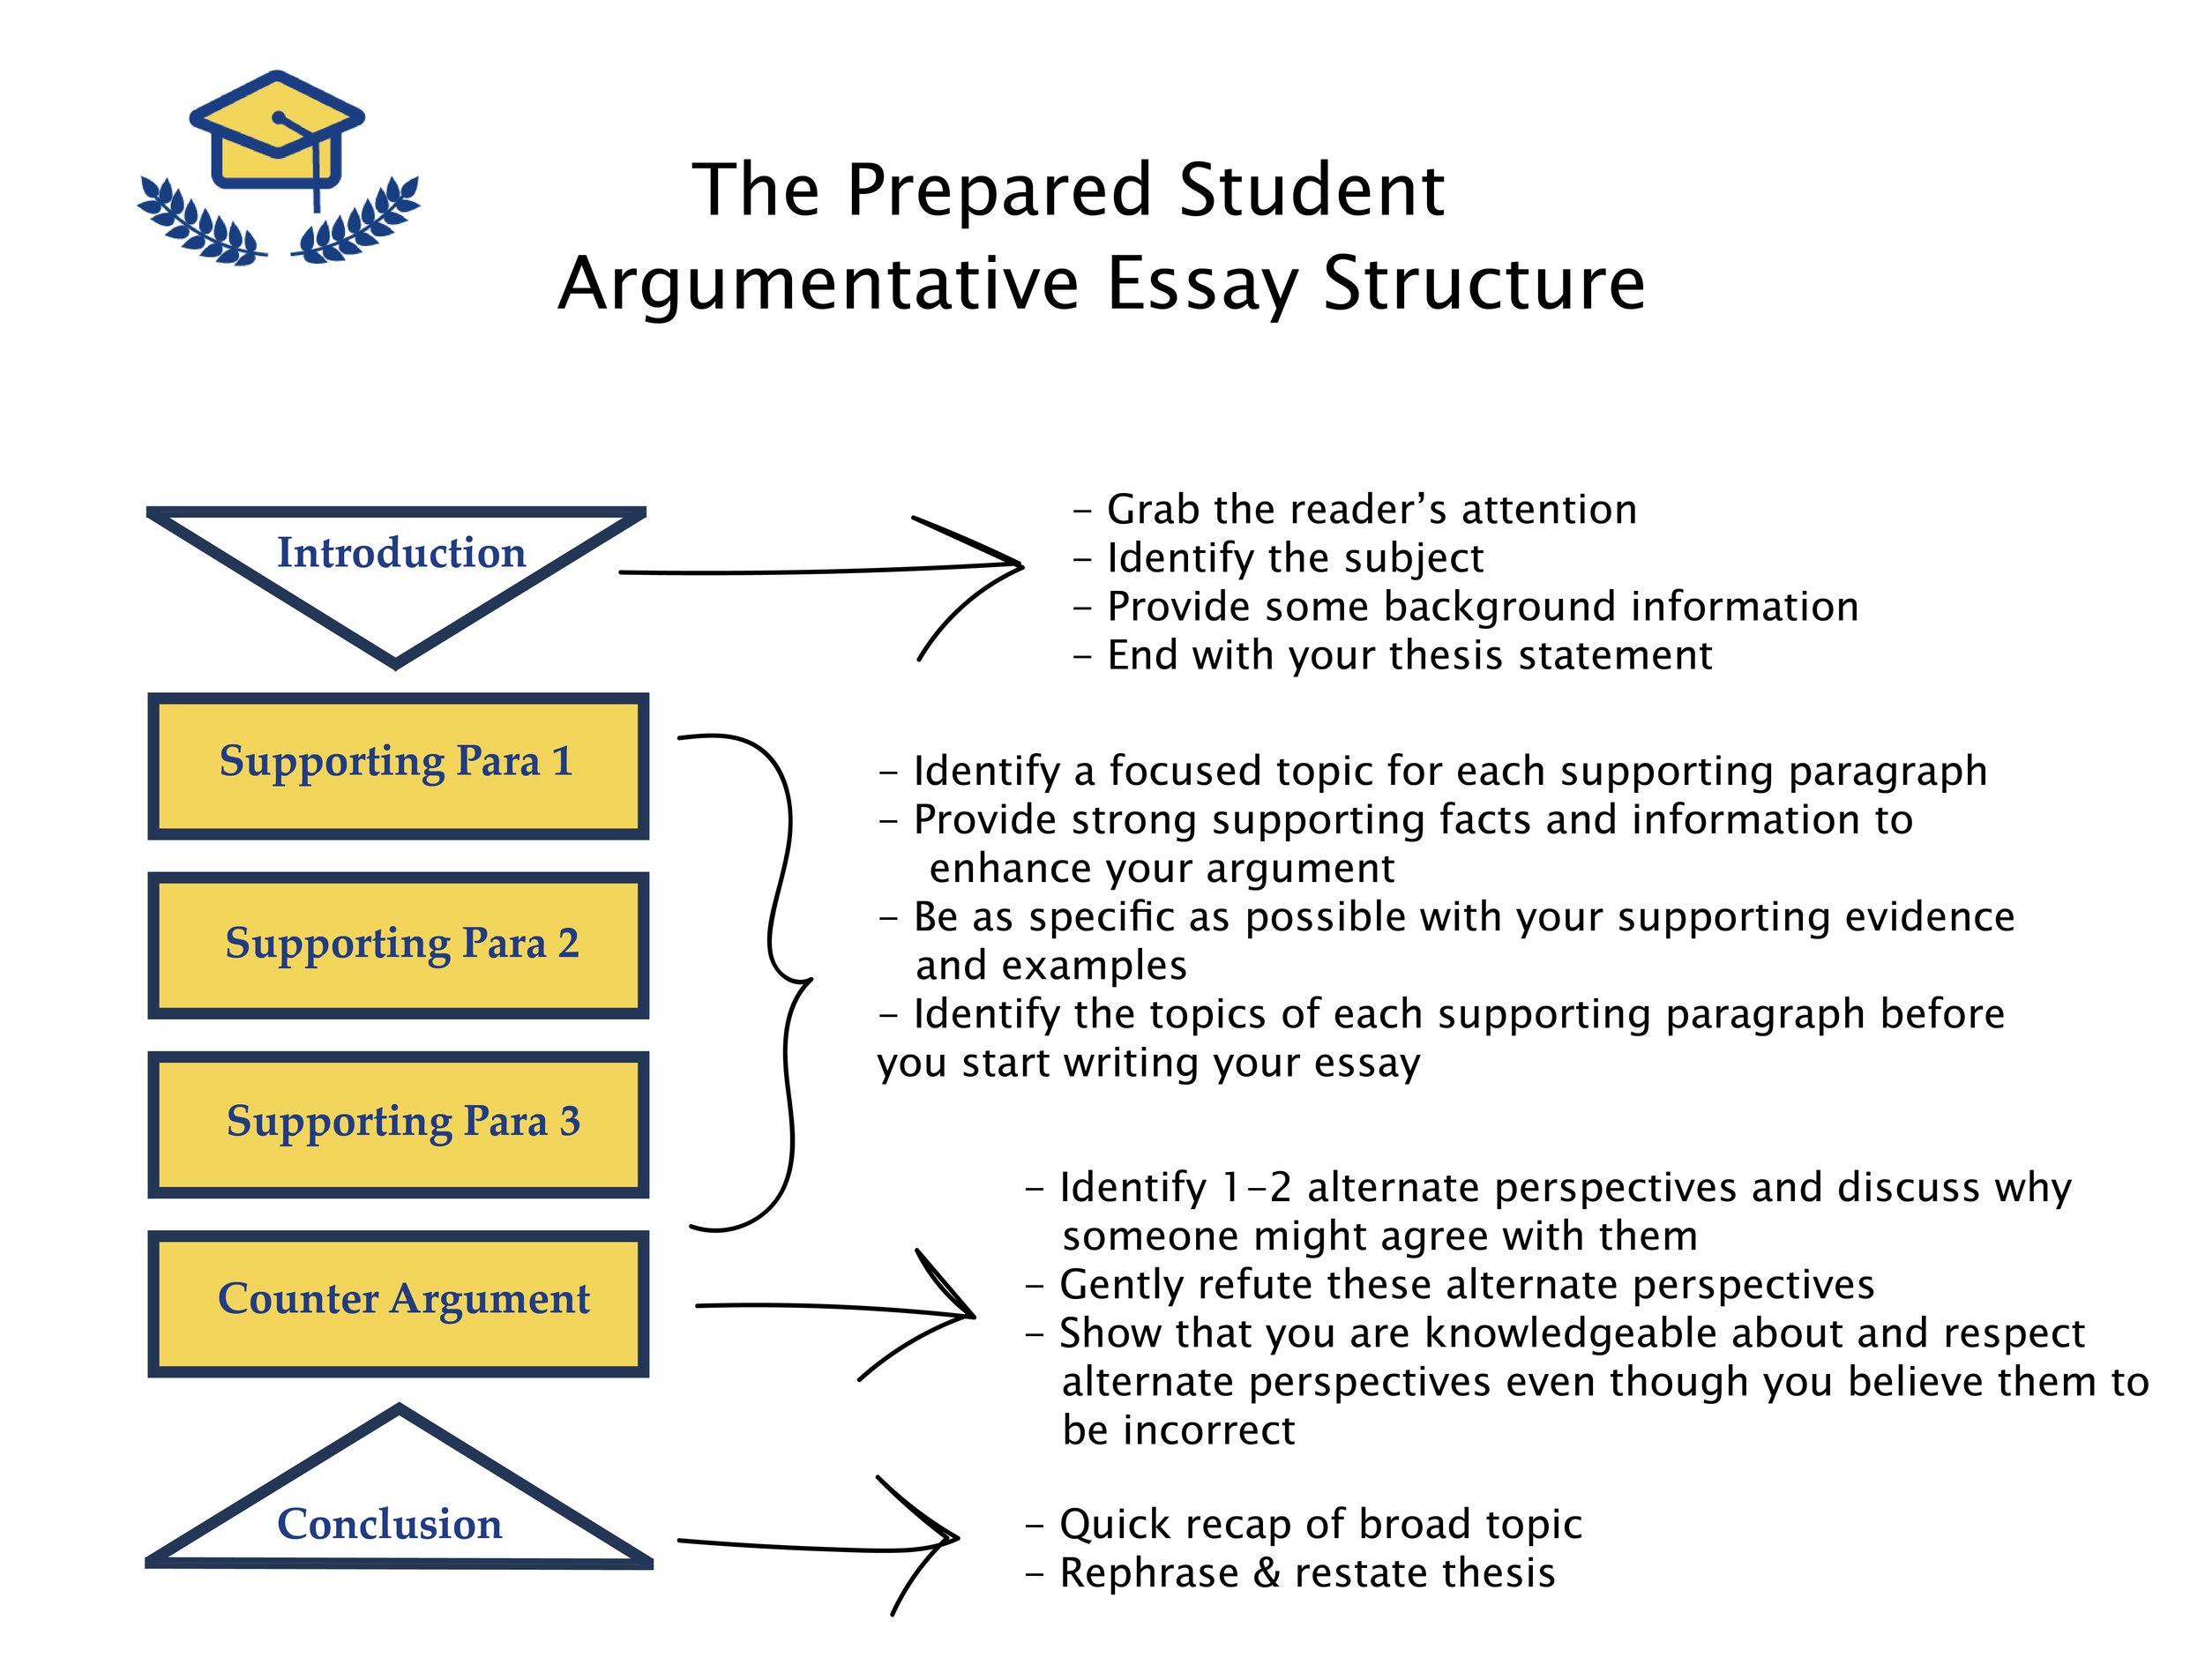 The Prepared Student
Argumentative Essay Structure
Introduction
– Grab the reader’s attention
– Identify the subject
– Provide some background information
– End with your thesis statement
Supporting Para 1
Supporting Para 2
Supporting Para 3
– Identify a focused topic for each supporting paragraph
– Provide strong supporting facts and information to
enhance your argument
– Be as specific as possible with your supporting evidence
and examples
– Identify the topics of each supporting paragraph before
you start writing your essay
Counter Argument
– Identify 1–2 alternate perspectives and discuss why
someone might agree with them
– Gently refute these alternate perspectives
– Show that you are knowledgeable about and respect
alternate perspectives even though you believe them to
be incorrect
Conclusion
– Quick recap of broad topic
– Rephrase & restate thesis